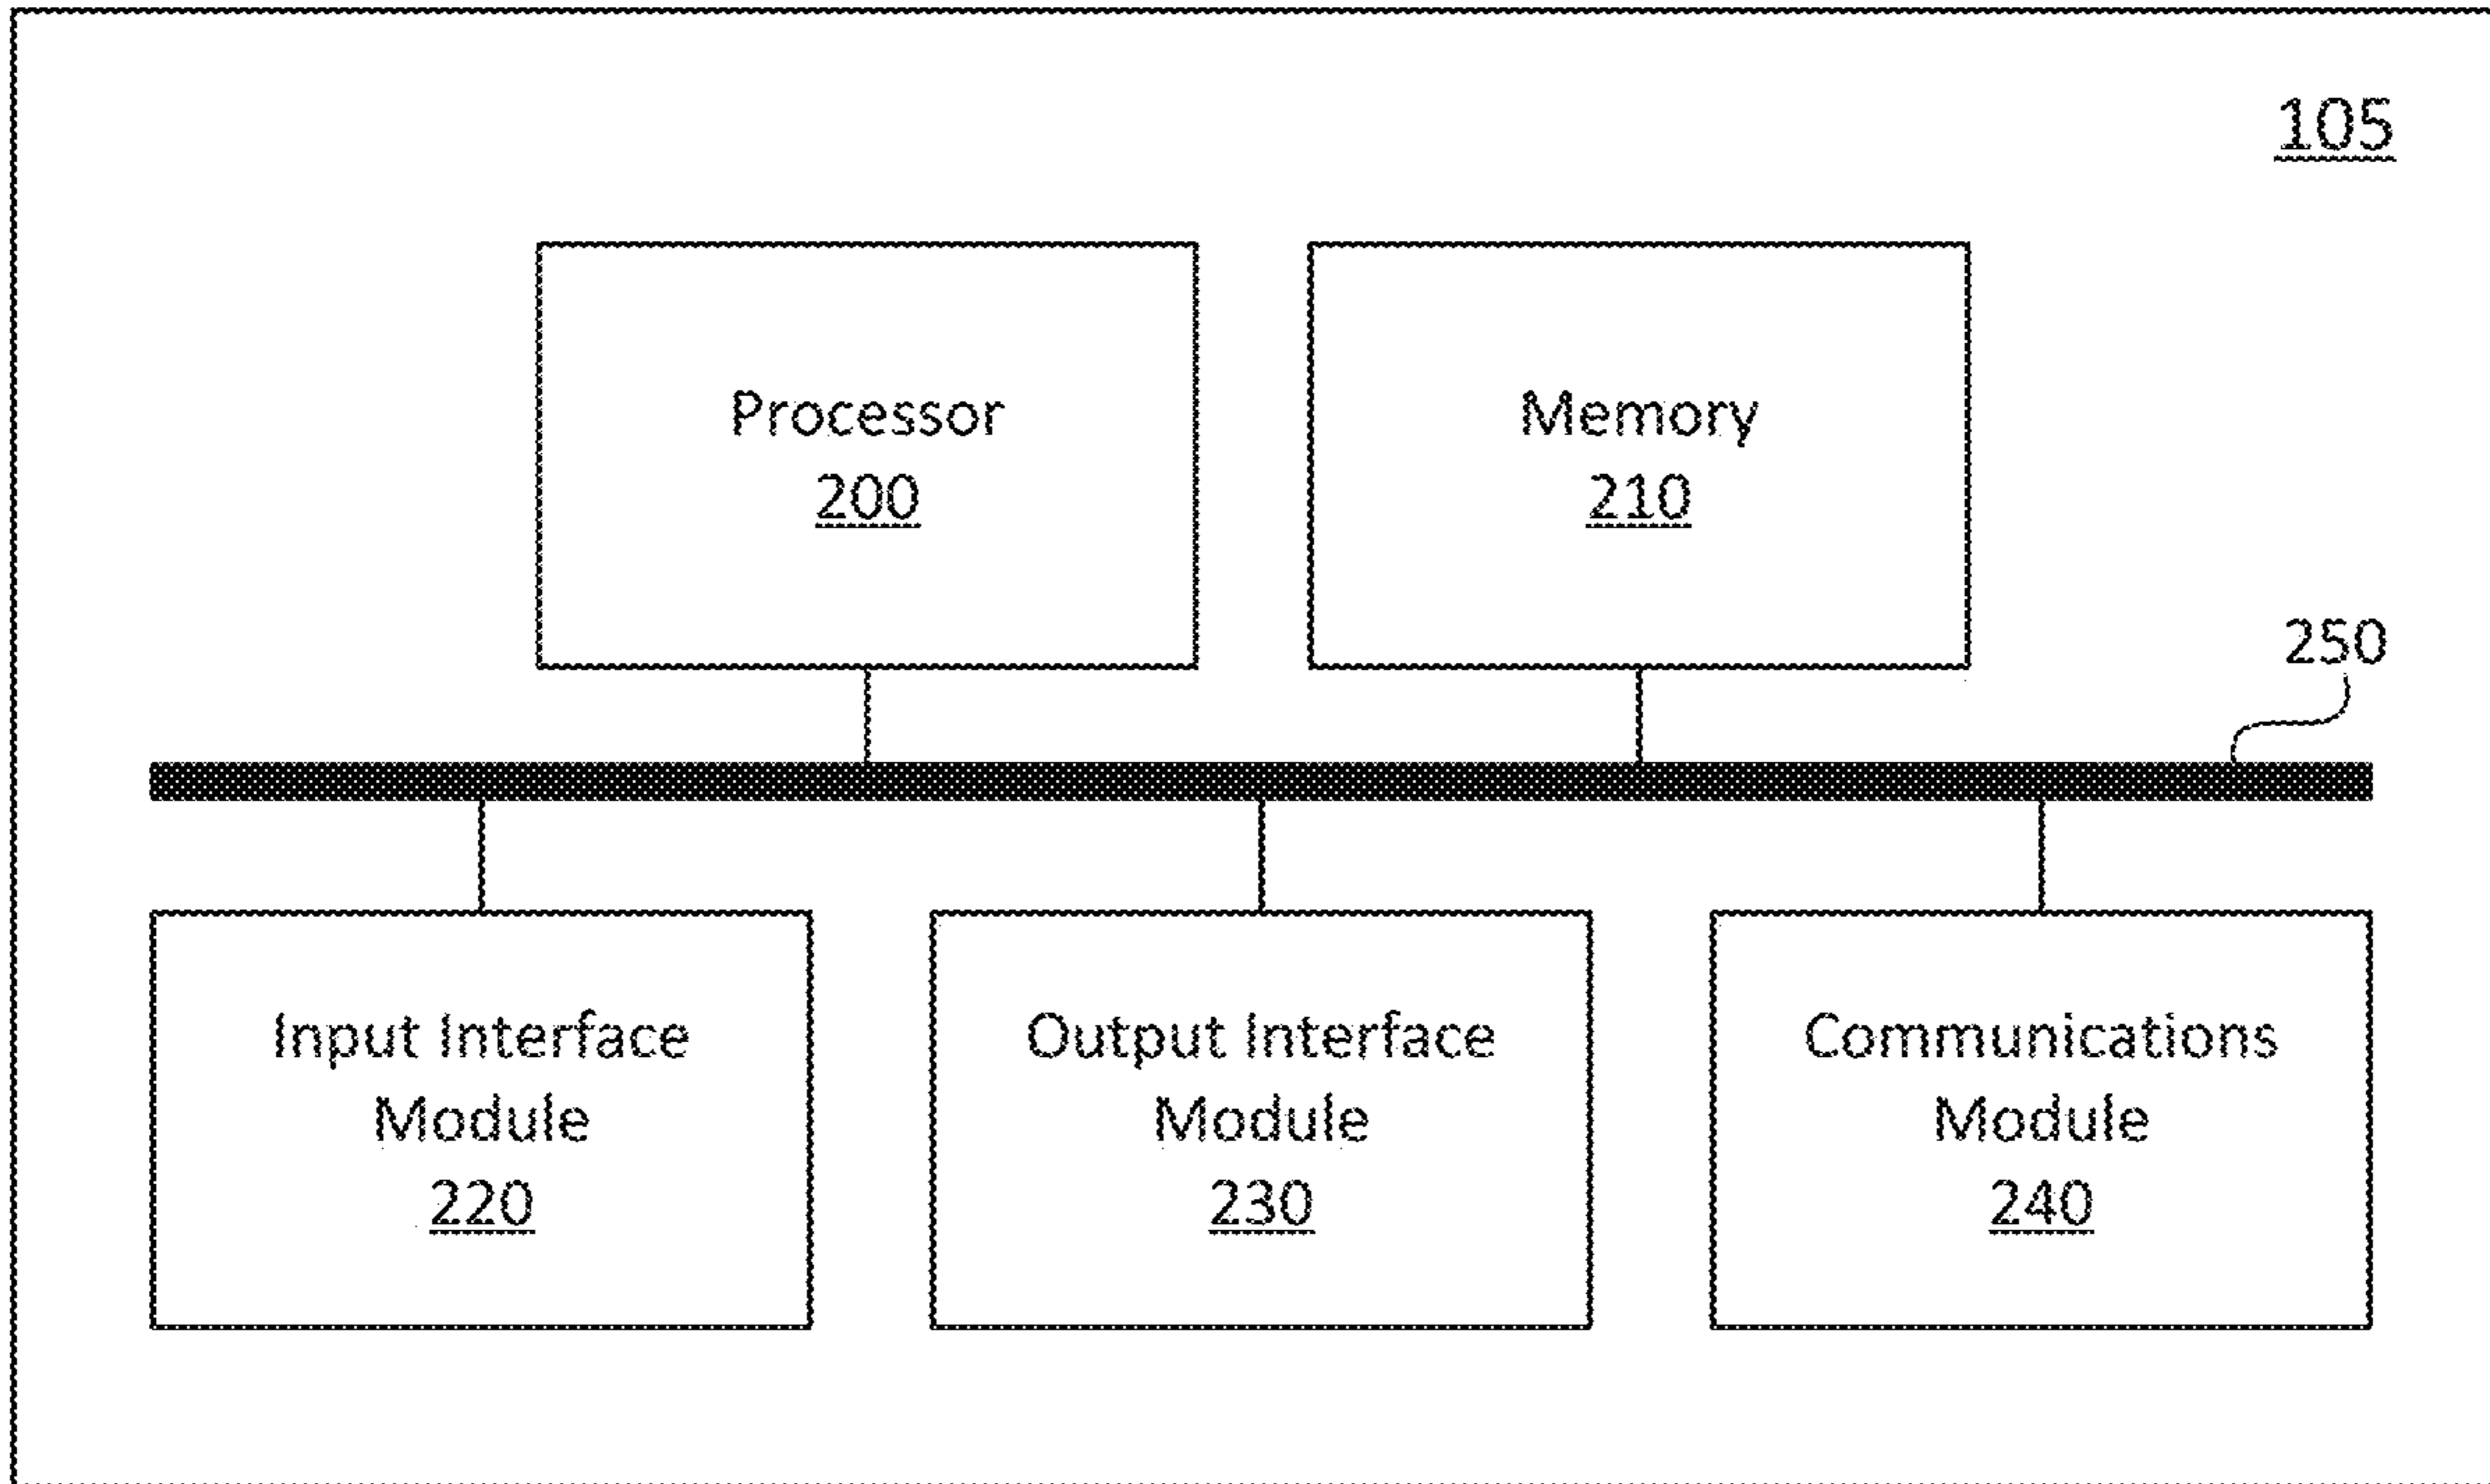 105
Processor
200
Memory
210
250
Input Interface
Module
220
Output Interface
Module
230
Communications
Module
240